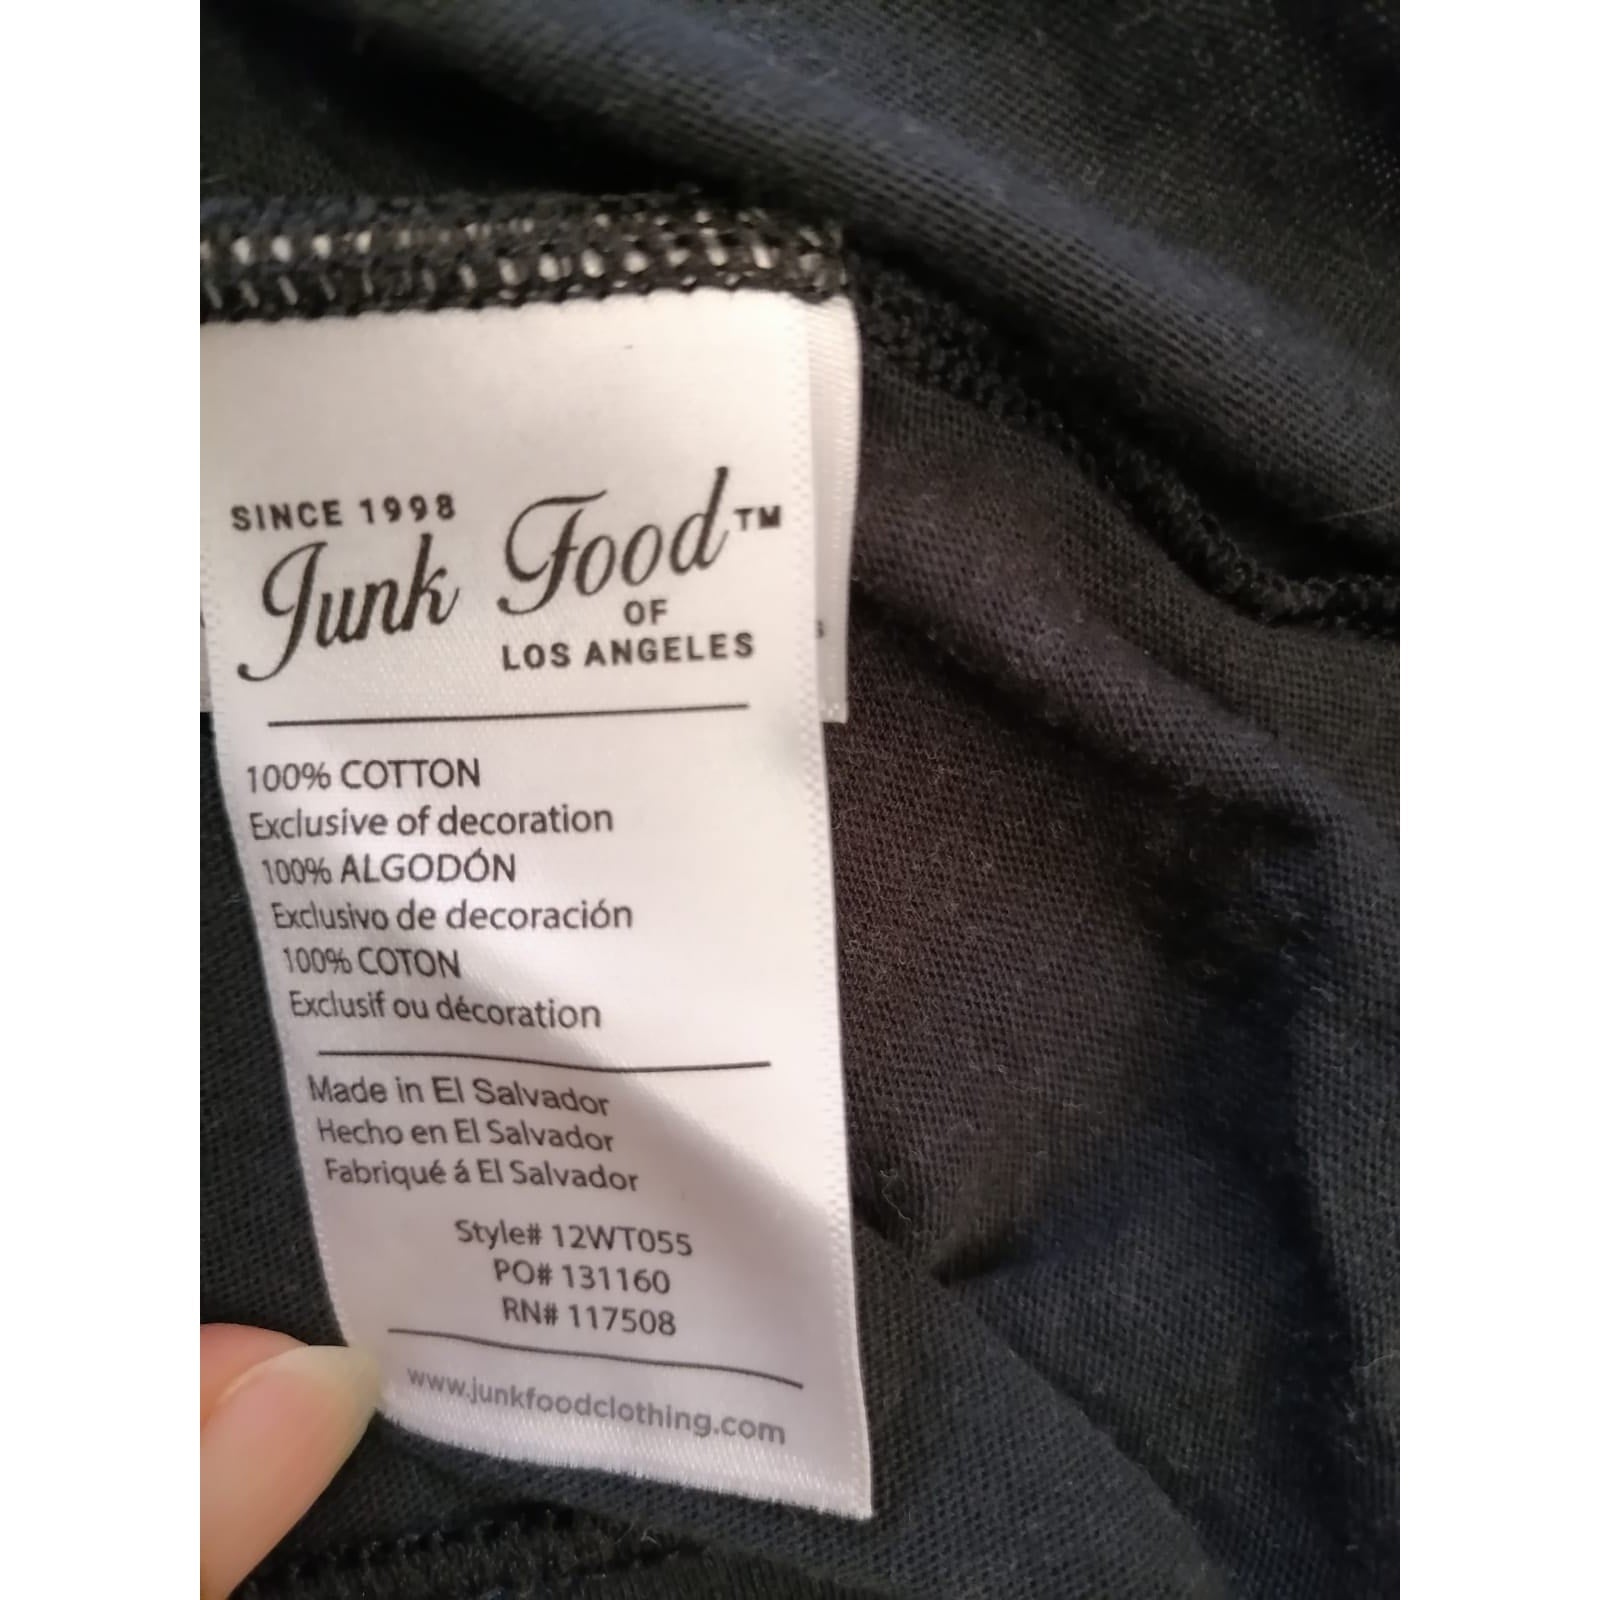 SINCE 1998
Junk Food™
OF
LOS ANGELES
100% COTTON
Exclusive of decoration
100% ALGODÓN
Exclusivo de decoración
100% COTON
Exclusif ou décoration
Made in El Salvador
Hecho en El Salvador
Fabriqué á El Salvador
Style# 12WT055
PO# 131160
RN# 117508
www.junkfoodclothing.com